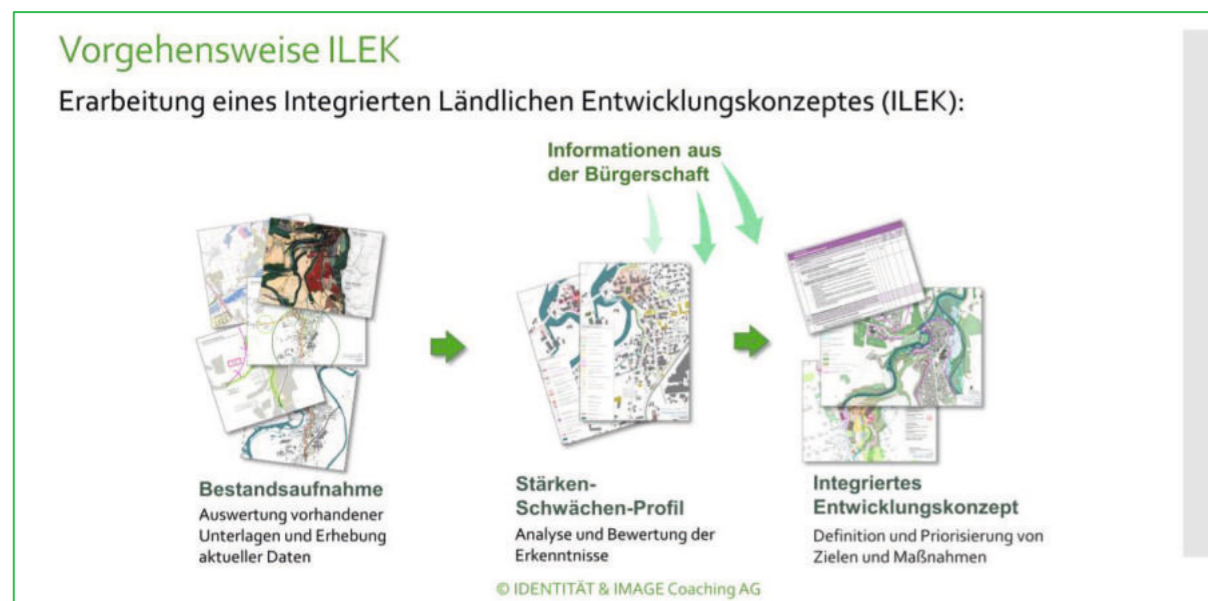 Vorgehensweise ILEK
Erarbeitung eines Integrierten Ländlichen Entwicklungskonzeptes (ILEK):
Informationen aus
der Bürgerschaft
Bestandsaufnahme
Auswertung vorhandener
Unterlagen und Erhebung
aktueller Daten
Stärken-
Schwächen-Profil
Analyse und Bewertung der
Erkenntnisse
Integriertes
Entwicklungskonzept
Definition und Priorisierung von
Zielen und Maßnahmen
© IDENTITÄT & IMAGE Coaching AG